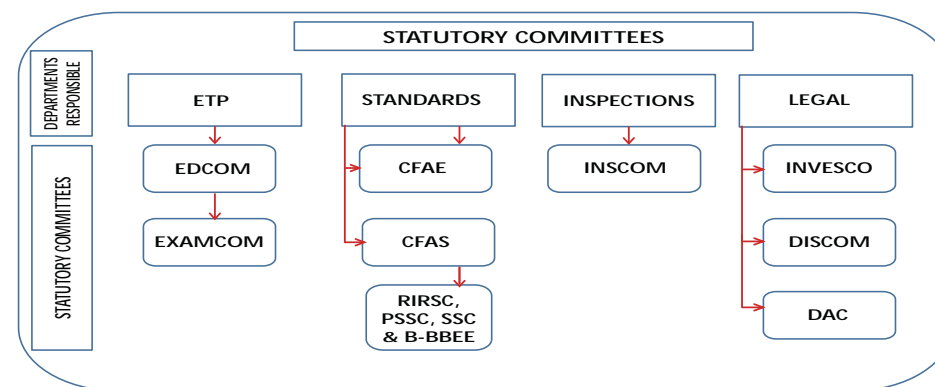 STATUTORY COMMITTEES
DEPARTMENTS
RESPONSIBLE
ETP
STANDARDS
INSPECTIONS
LEGAL
STATUTORY COMMITTEES
EDCOM
CFAE
INSCOM
INVESCO
EXAMCOM
CFAS
DISCOM
RIRSC,
PSSC, SSC
& B-BBEE
DAC